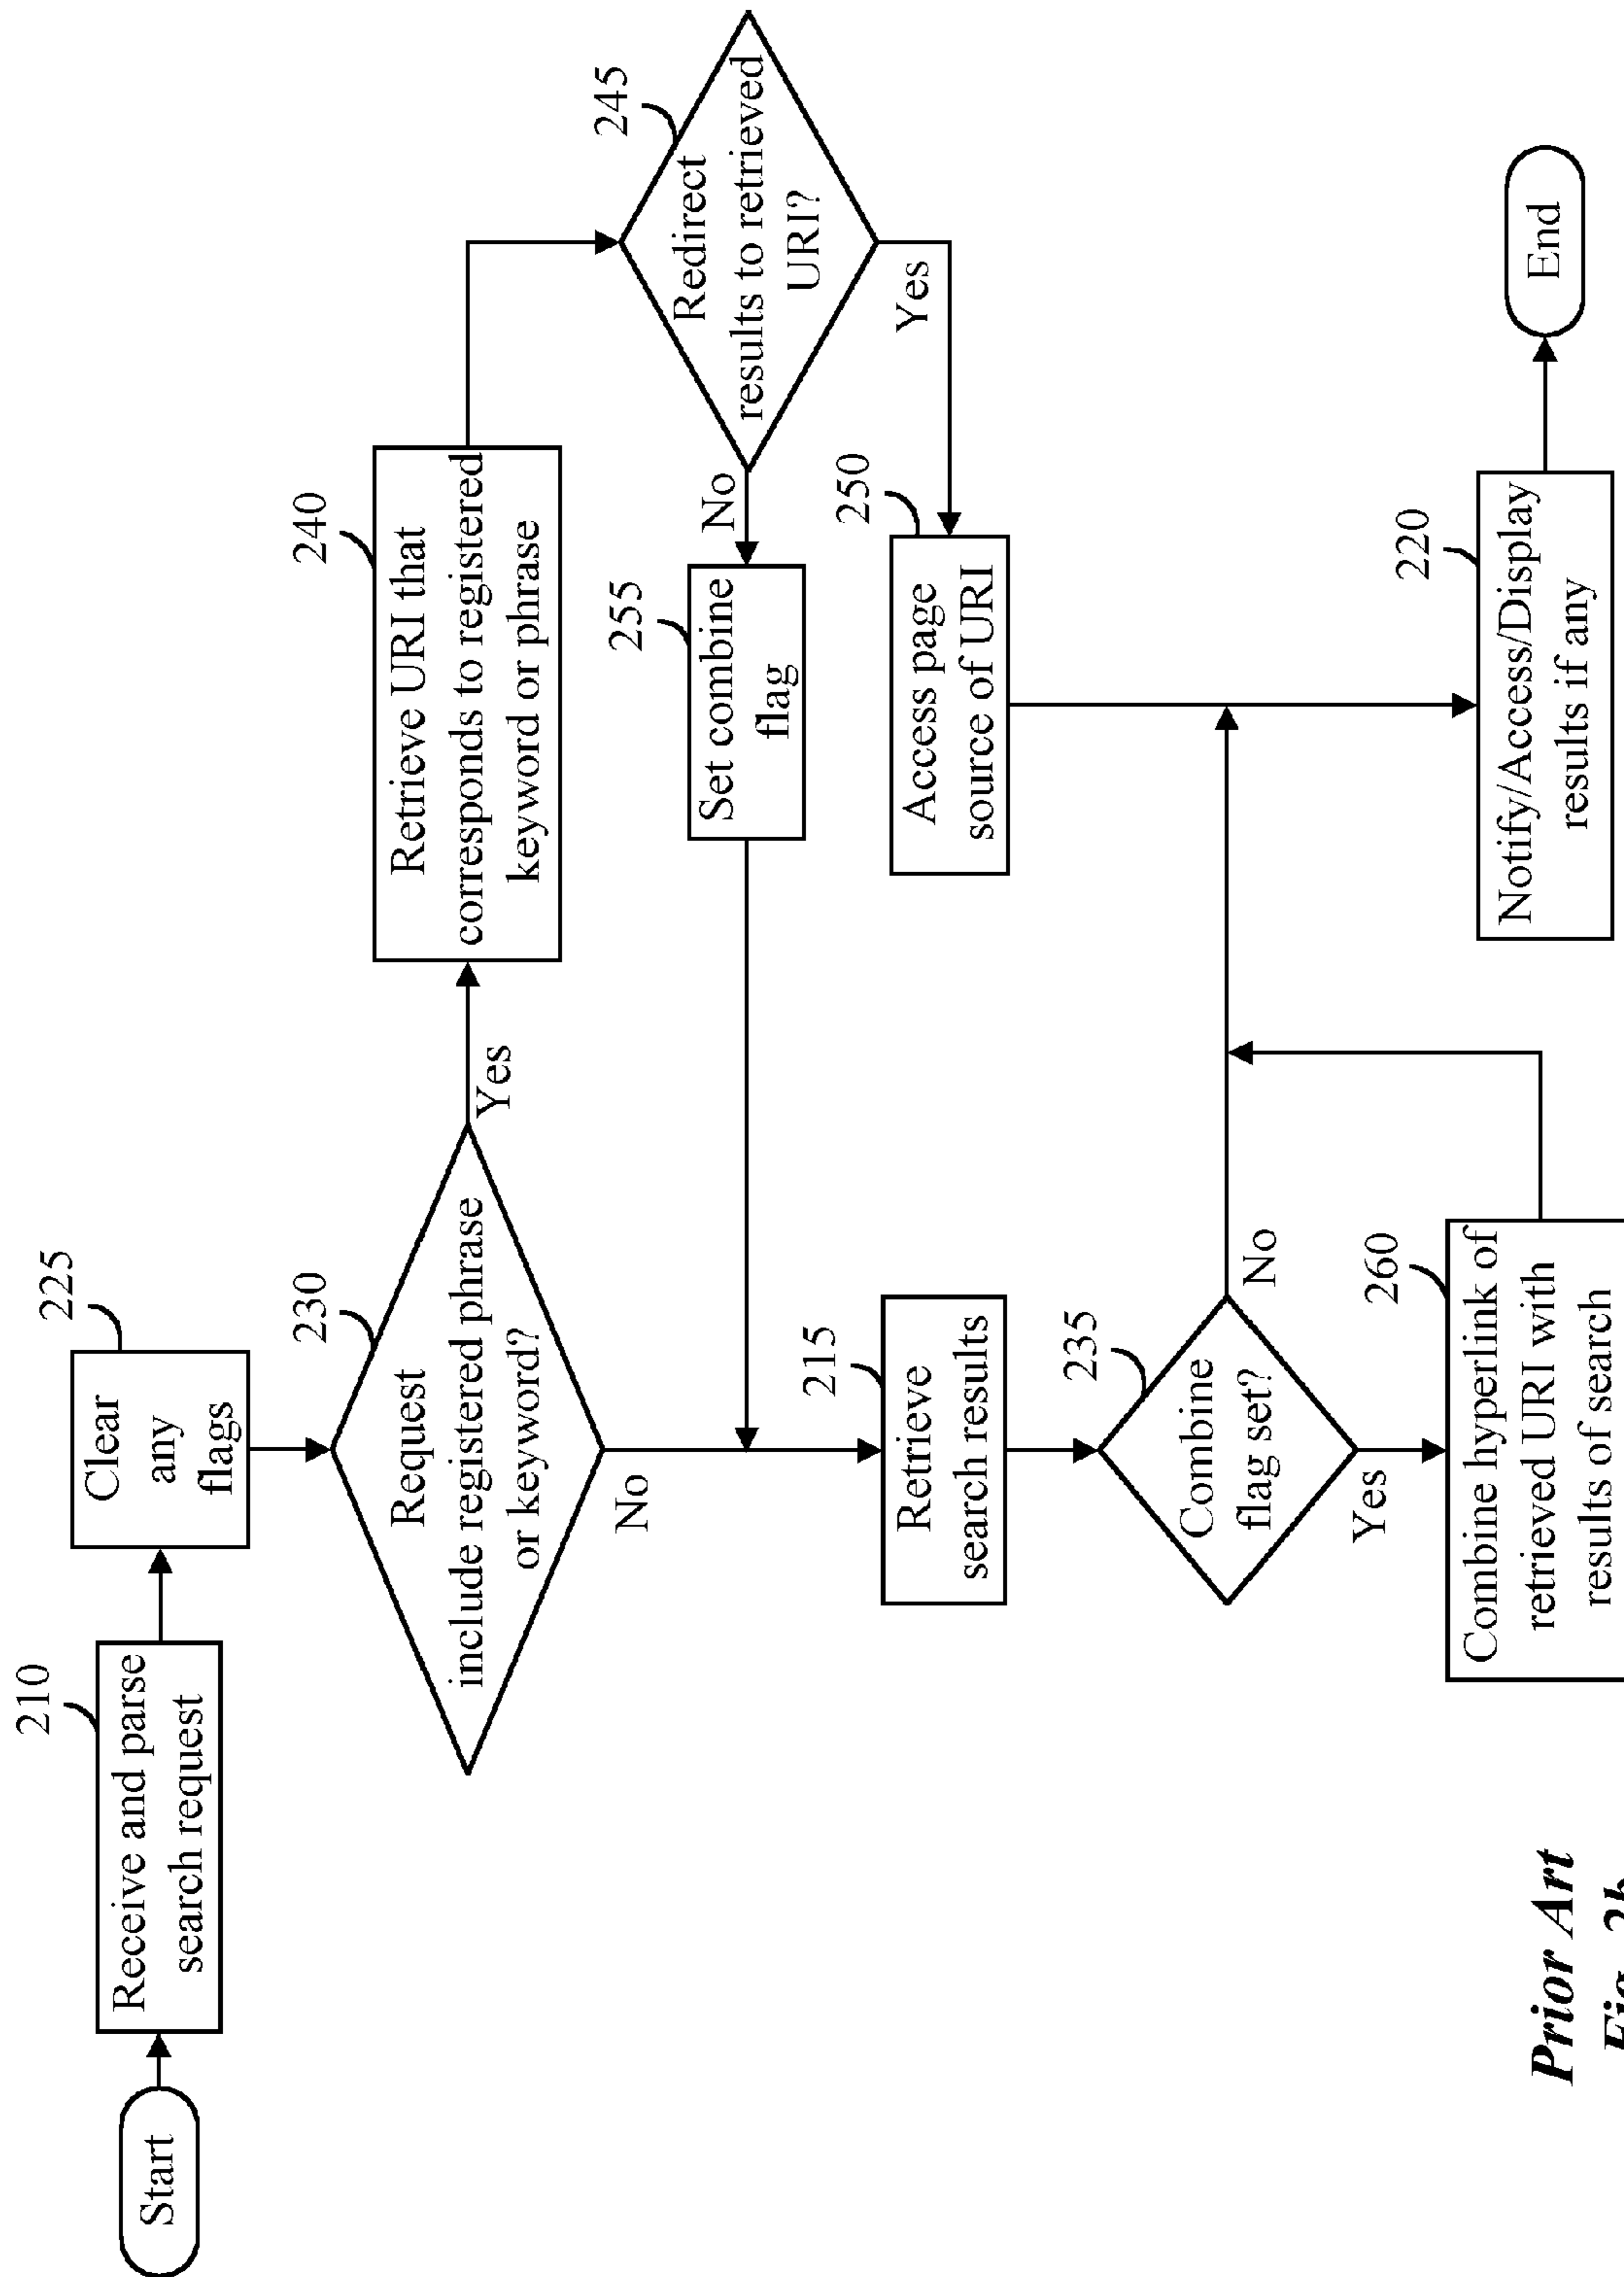 Start
210
Receive and parse
search request
225
Clear
any
flags
230
Request
include registered phrase
or keyword?
Yes
No
240
Retrieve URI that
corresponds to registered
keyword or phrase
245
Redirect
results to retrieved
URI?
No
Yes
255
Set combine
flag
250
Access page
source of URI
215
Retrieve
search results
235
Combine
flag set?
No
Yes
260
Combine hyperlink of
retrieved URI with
results of search
220
Notify/Access/Display
results if any
End
Prior Art
Fig. 2b